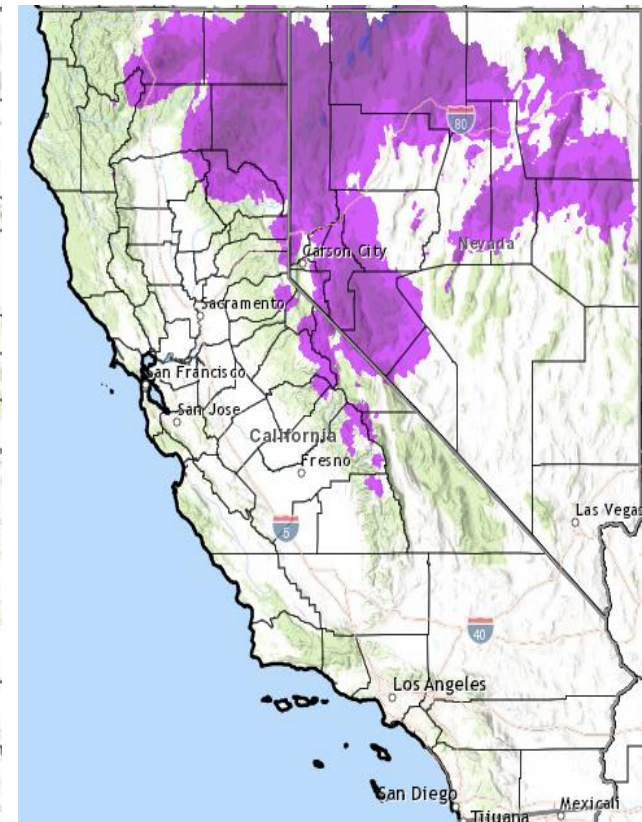 80
Nevada
Carson City
Sacramento
San Francisco
San Jose
California
Fresno
5
Las Vegas
40
Los Angeles
San Diego
Tijuana
Mexicali